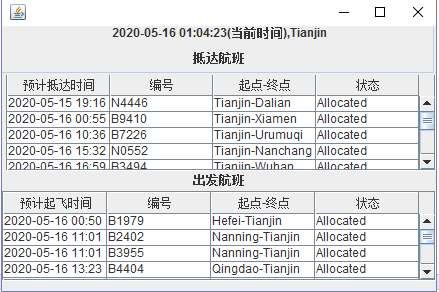 2020-05-16 01:04:23(当前时间),Tianjin
抵达航班
预计抵达时间 编号 起点-终点 状态
2020-05-15 19:16 N4446 Tianjin-Dalian Allocated
2020-05-16 00:55 B9410 Tianjin-Xiamen Allocated
2020-05-16 10:36 B7226 Tianjin-Urumuqi Allocated
2020-05-16 15:32 N0552 Tianjin-Nanchang Allocated
2020-05-16 16:59 B3494 Tianjin-Wuhan Allocated
出发航班
预计起飞时间 编号 起点-终点 状态
2020-05-16 00:50 B1979 Hefei-Tianjin Allocated
2020-05-16 11:01 B2402 Nanning-Tianjin Allocated
2020-05-16 11:01 B3955 Nanning-Tianjin Allocated
2020-05-16 13:23 B4404 Qingdao-Tianjin Allocated